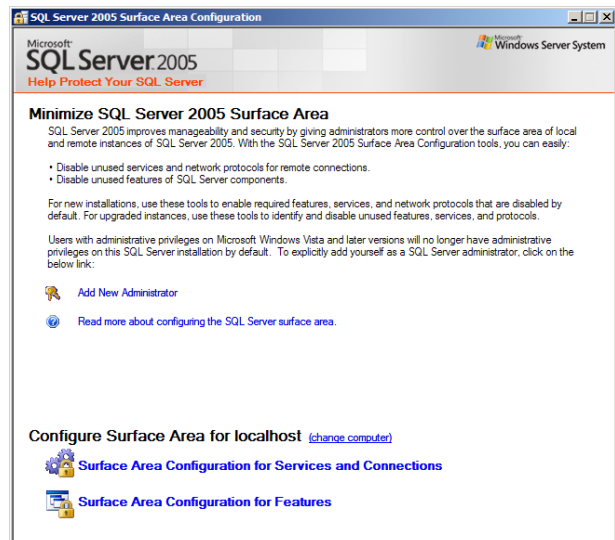 SQL Server 2005 Surface Area Configuration
Microsoft
SQL Server 2005
Help Protect Your SQL Server
Microsoft
Windows Server System
Minimize SQL Server 2005 Surface Area
SQL Server 2005 improves manageability and security by giving administrators more control over the surface area of local
and remote instances of SQL Server 2005. With the SQL Server 2005 Surface Area Configuration tools, you can easily:
• Disable unused services and network protocols for remote connections.
• Disable unused features of SQL Server components.
For new installations, use these tools to enable required features, services, and network protocols that are disabled by
default. For upgraded instances, use these tools to identify and disable unused features, services, and protocols.
Users with administrative privileges on Microsoft Windows Vista and later versions will no longer have administrative
privileges on this SQL Server installation by default. To explicitly add yourself as a SQL Server administrator, click on the
below link:
Add New Administrator
Read more about configuring the SQL Server surface area.
Configure Surface Area for localhost (change computer)
Surface Area Configuration for Services and Connections
Surface Area Configuration for Features